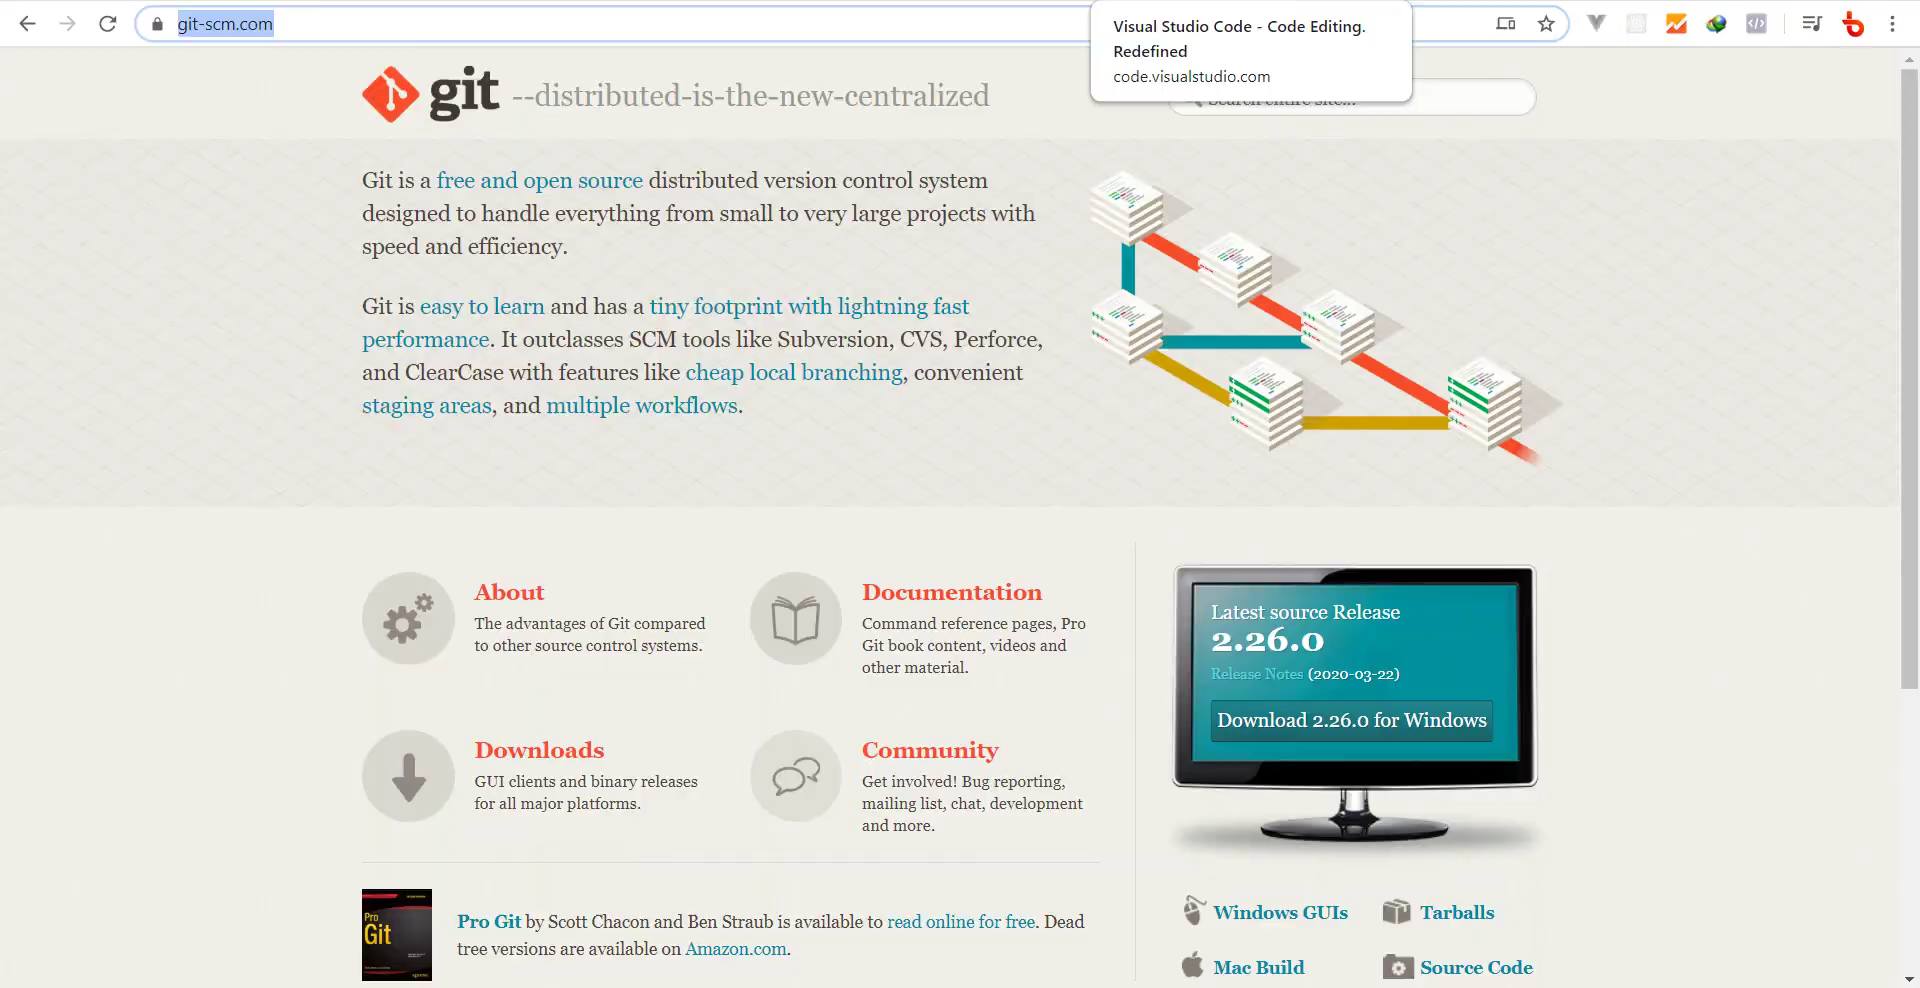 git-scm.com
Visual Studio Code - Code Editing.
Redefined
code.visualstudio.com
git --distributed-is-the-new-centralized
Search entire site...
Git is a free and open source distributed version control system
designed to handle everything from small to very large projects with
speed and efficiency.
Git is easy to learn and has a tiny footprint with lightning fast
performance. It outclasses SCM tools like Subversion, CVS, Perforce,
and ClearCase with features like cheap local branching, convenient
staging areas, and multiple workflows.
About
The advantages of Git compared
to other source control systems.
Documentation
Command reference pages, Pro
Git book content, videos and
other material.
Downloads
GUI clients and binary releases
for all major platforms.
Community
Get involved! Bug reporting,
mailing list, chat, development
and more.
Latest source Release
2.26.0
Release Notes (2020-03-22)
Download 2.26.0 for Windows
Pro
Git
Pro Git by Scott Chacon and Ben Straub is available to read online for free. Dead
tree versions are available on Amazon.com.
Windows GUIs
Tarballs
Mac Build
Source Code